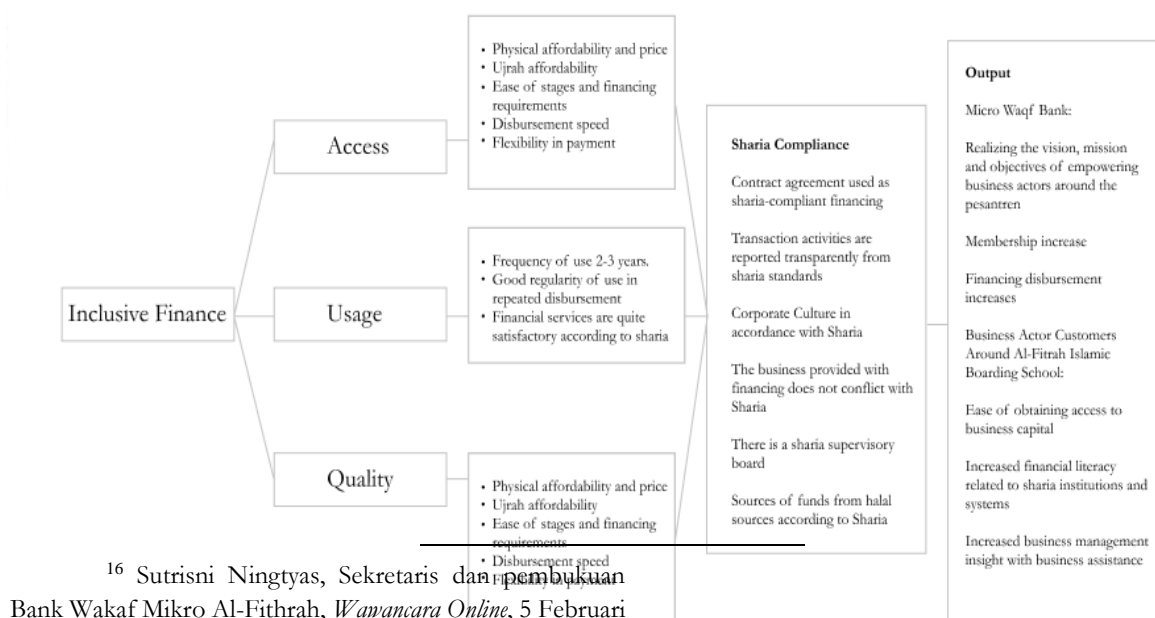 Inclusive Finance
Access
• Physical affordability and price
• Ujrah affordability
• Ease of stages and financing
requirements
• Disbursement speed
• Flexibility in payment
Usage
• Frequency of use 2-3 years.
• Good regularity of use in
repeated disbursement
• Financial services are quite
satisfactory according to sharia
Quality
• Physical affordability and price
• Ujrah affordability
• Ease of stages and financing
requirements
• Disbursement speed
• Flexibility in payment
Sharia Compliance
Contract agreement used as
sharia-compliant financing
Transaction activities are
reported transparently from
sharia standards
Corporate Culture in
accordance with Sharia
The business provided with
financing does not conflict with
Sharia
There is a sharia supervisory
board
Sources of funds from halal
sources according to Sharia
Output
Micro Waqf Bank:
Realizing the vision, mission
and objectives of empowering
business actors around the
pesantren
Membership increase
Financing disbursement
increases
Business Actor Customers
Around Al-Fitrah Islamic
Boarding School:
Ease of obtaining access to
business capital
Increased financial literacy
related to sharia institutions and
systems
Increased business management
insight with business assistance
16 Sutrisni Ningtyas, Sekretaris dan pembukuan
Bank Wakaf Mikro Al-Fithrah, Wawancara Online, 5 Februari